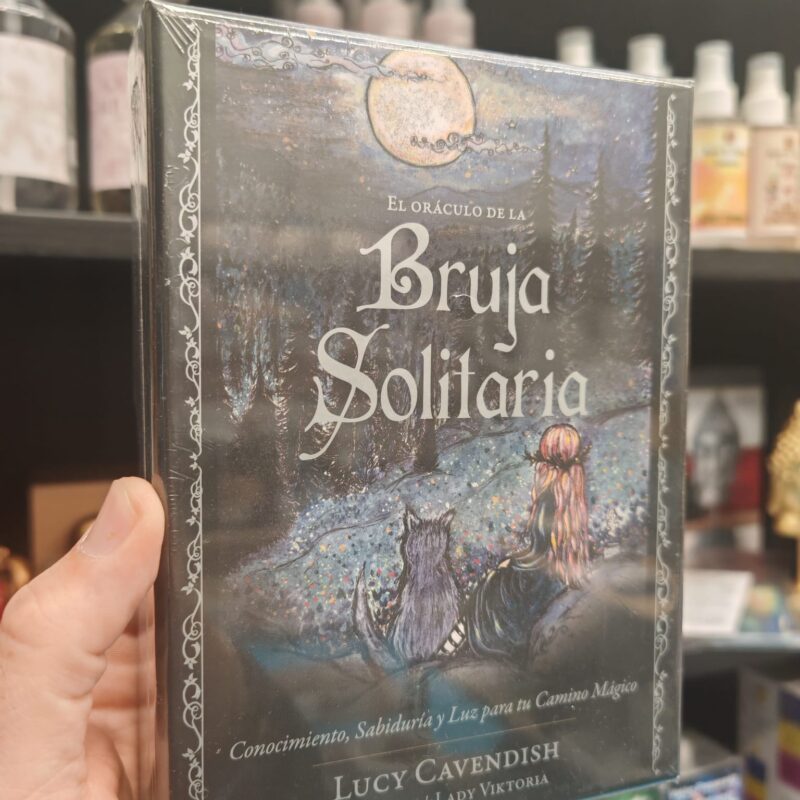 El oráculo de la
Bruja
Solitaria
Conocimiento, Sabiduría y Luz para tu Camino Mágico
Lucy Cavendish
Lady Viktoria